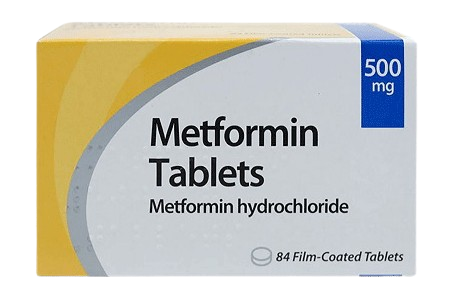 500
mg
Metformin
Tablets
Metformin hydrochloride
84 Film-Coated Tablets